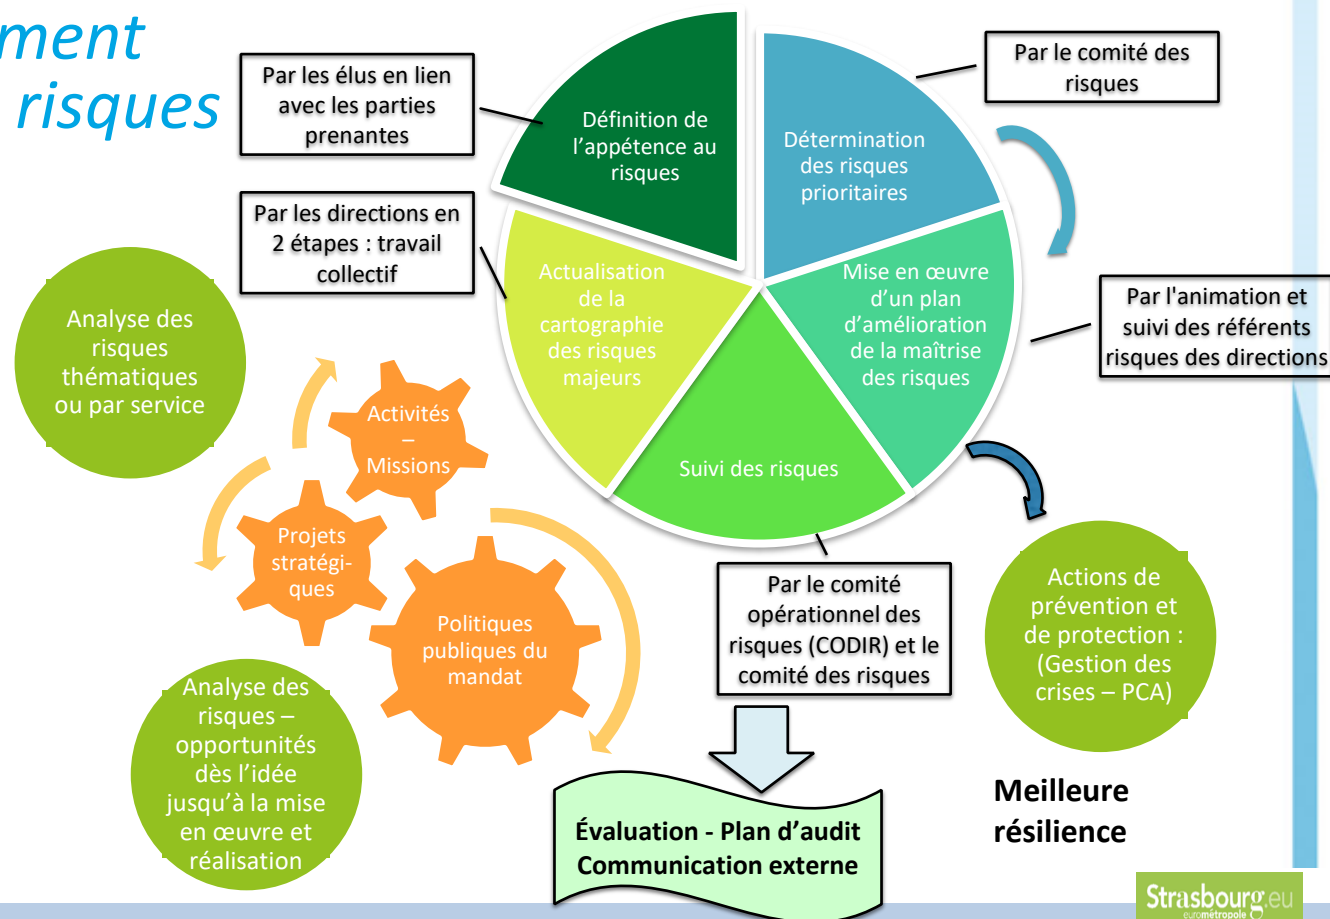 ment
risques
Par les élus en lien
avec les parties
prenantes
Définition de
l'appétence au
risques
Détermination
des risques
prioritaires
Par le comité des
risques
Par les directions en
2 étapes : travail
collectif
Actualisation
de la
cartographie
des risques
majeurs
Mise en œuvre
d'un plan
d'amélioration
de la maîtrise
des risques
Par l'animation et
suivi des référents
risques des directions
Analyse des
risques
thématiques
ou par service
Activités
–
Missions
Suivi des risques
Projets
stratégi-
ques
Politiques
publiques du
mandat
Par le comité
opérationnel des
risques (CODIR) et le
comité des risques
Actions de
prévention et
de protection :
(Gestion des
crises – PCA)
Analyse des
risques –
opportunités
dès l'idée
jusqu'à la mise
en œuvre et
réalisation
Meilleure
résilience
Évaluation - Plan d'audit
Communication externe
Strasbourg.eu
eurométropole